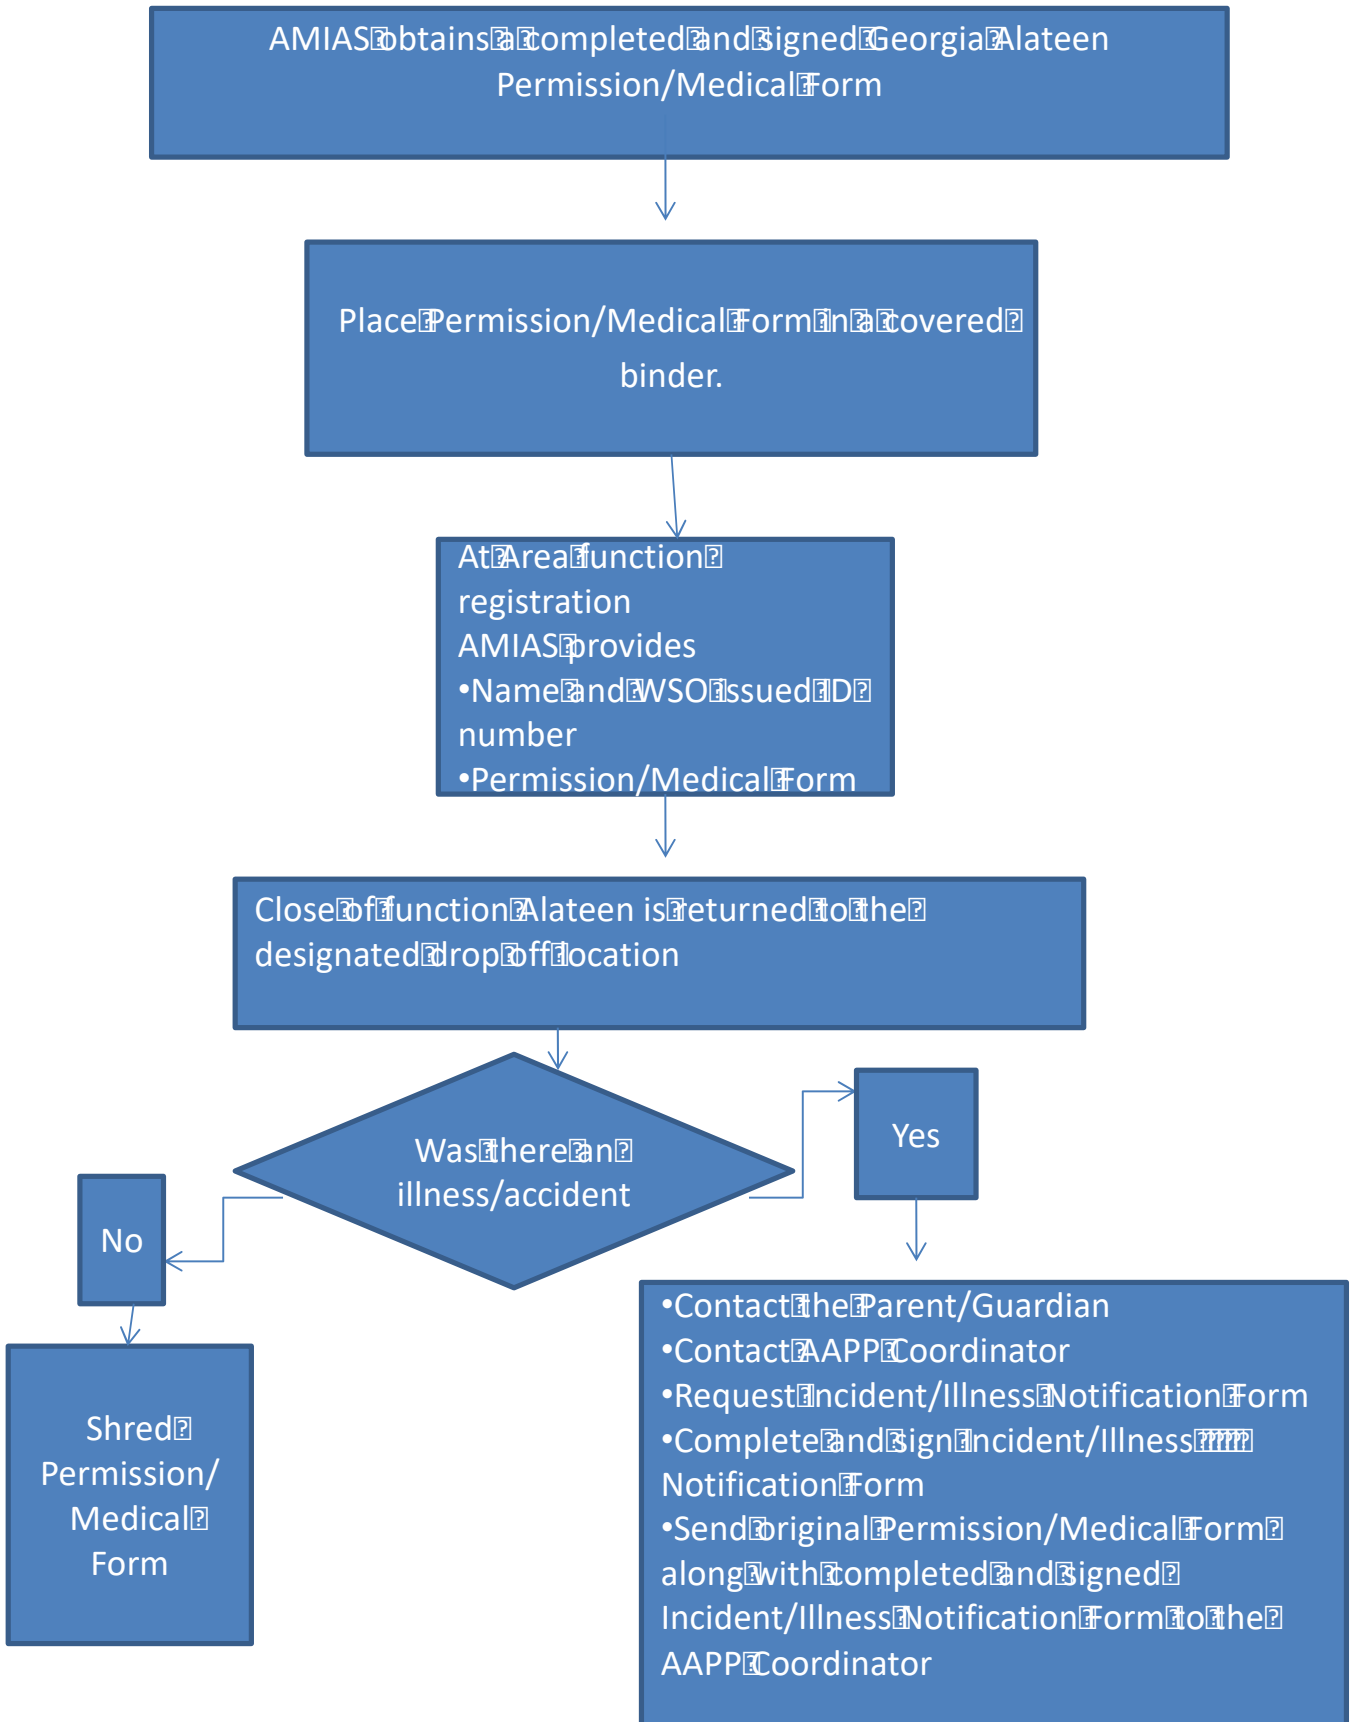 AMIAS obtains a completed and signed Georgia Alateen
Permission/Medical Form
Place Permission/Medical Form in a covered
binder.
At Area function
registration
AMIAS provides
•Name and WSO issued ID
number
•Permission/Medical Form
Close of function Alateen is returned to the
designated drop off location
Was there an
illness/accident
Yes
No
Shred
Permission/
Medical
Form
•Contact the Parent/Guardian
•Contact AAPP Coordinator
•Request Incident/Illness Notification Form
•Complete and sign Incident/Illness
Notification Form
•Send original Permission/Medical Form
along with completed and signed
Incident/Illness Notification Form to the
AAPP Coordinator